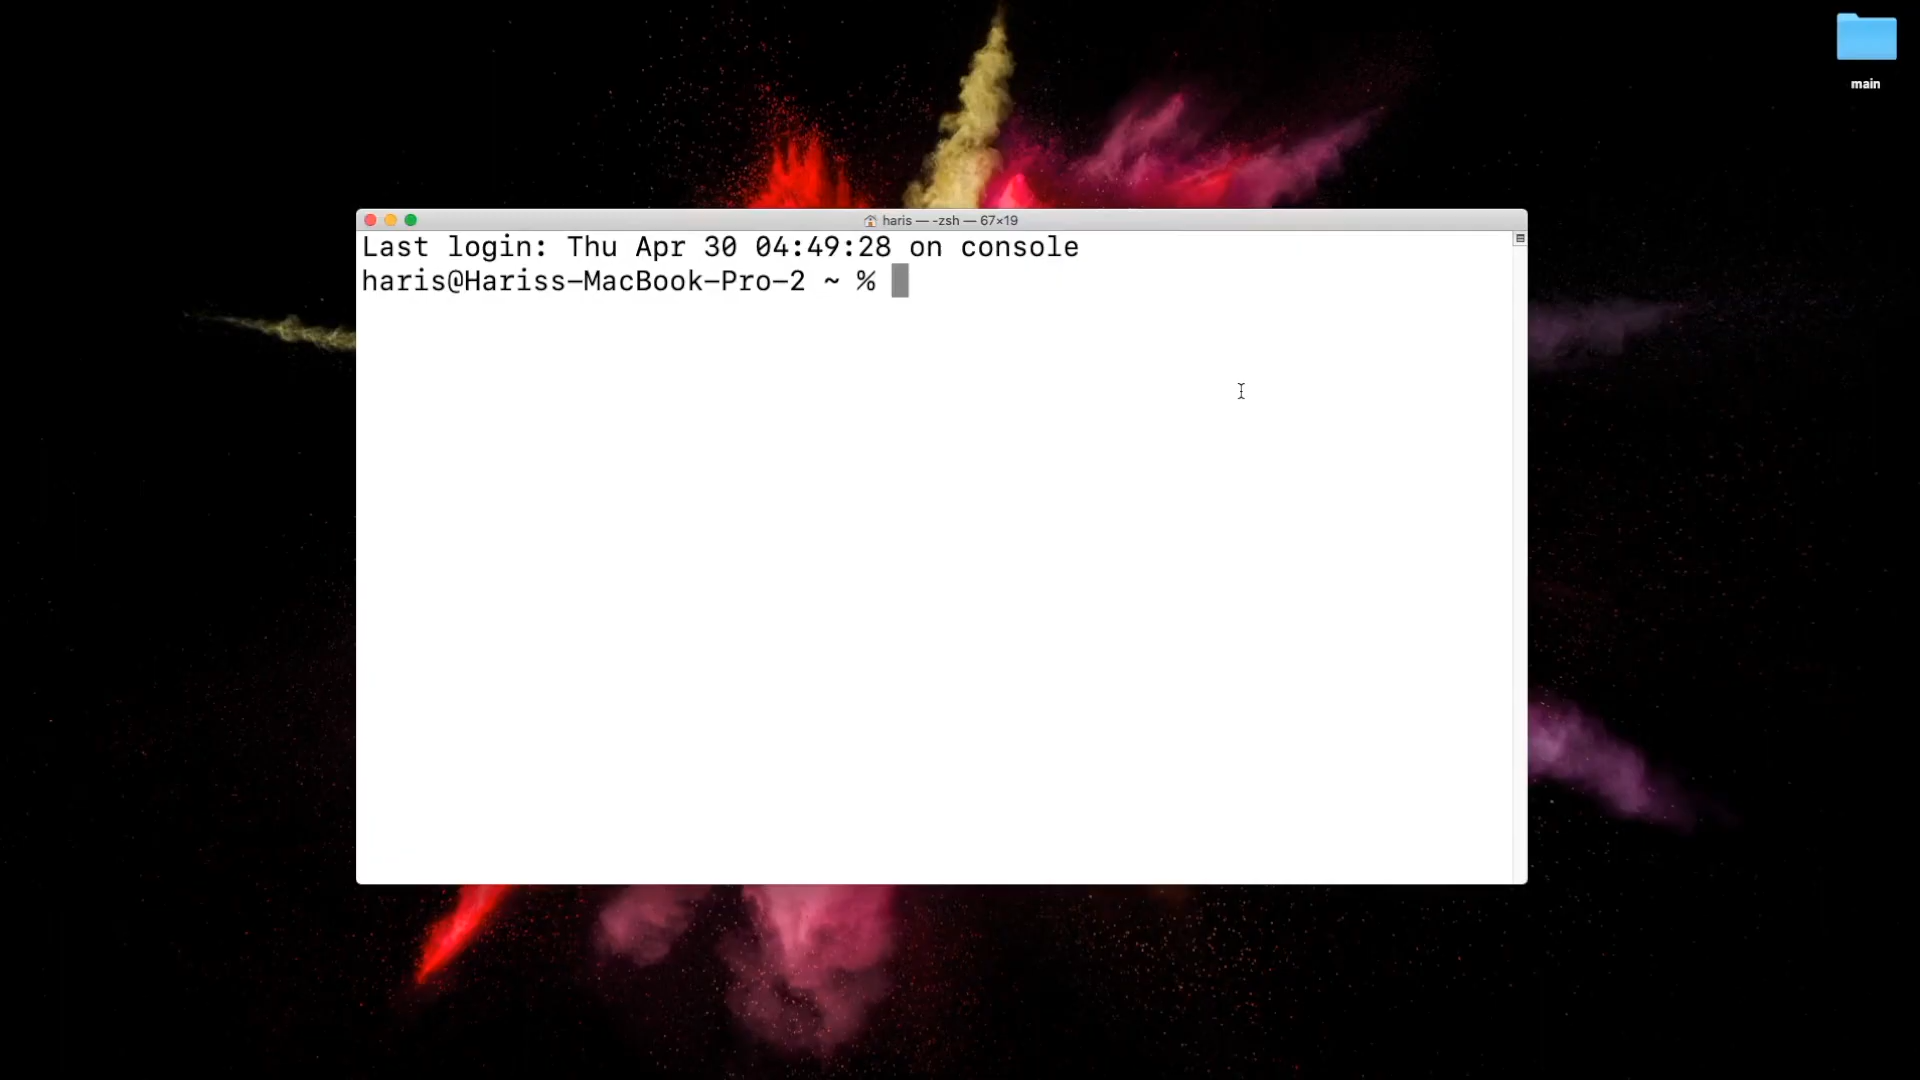 main
haris — -zsh — 67×19
Last login: Thu Apr 30 04:49:28 on console
haris@Hariss-MacBook-Pro-2 ~ %